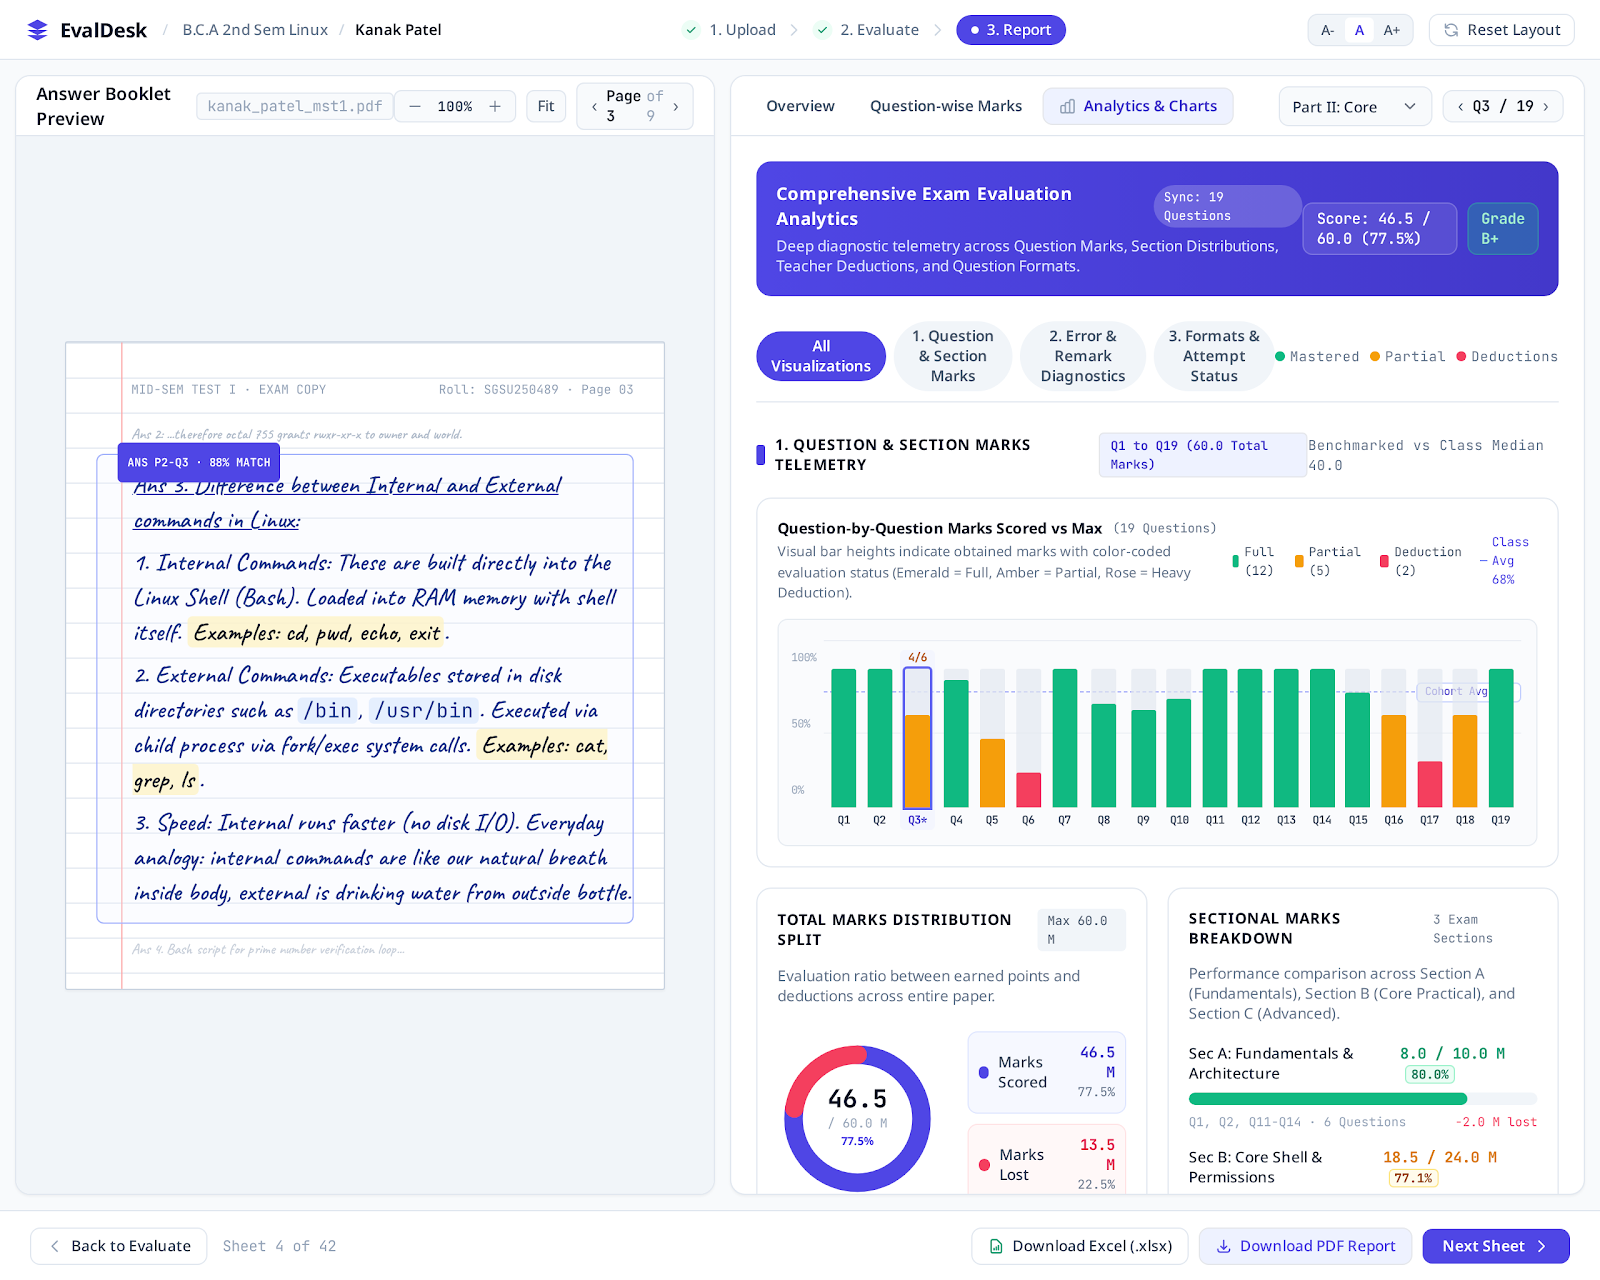 EvalDesk / B.C.A 2nd Sem Linux / Kanak Patel
1. Upload
2. Evaluate
3. Report
A- A A+
Reset Layout
Answer Booklet
Preview
kanak_patel_mst1.pdf
100%
Fit
Page 3 of 9
MID-SEM TEST I · EXAM COPY
Roll: SGSU250489 · Page 03
Ans 2: ...therefore octal 755 grants rwxr-xr-x to owner and world.
ANS P2-Q3 · 88% MATCH
Ans 3. Difference between Internal and External
commands in Linux:
1. Internal Commands: These are built directly into the
Linux Shell (Bash). Loaded into RAM memory with shell
itself. Examples: cd, pwd, echo, exit.
2. External Commands: Executables stored in disk
directories such as /bin, /usr/bin. Executed via
child process via fork/exec system calls. Examples: cat,
grep, ls.
3. Speed: Internal runs faster (no disk I/O). Everyday
analogy: internal commands are like our natural breath
inside body, external is drinking water from outside bottle.
Ans 4. Bash script for prime number verification loop...
Overview
Question-wise Marks
Analytics & Charts
Part II: Core
Q3 / 19
Comprehensive Exam Evaluation
Analytics
Sync: 19
Questions
Deep diagnostic telemetry across Question Marks, Section Distributions,
Teacher Deductions, and Question Formats.
Score: 46.5 /
60.0 (77.5%)
Grade
B+
All
Visualizations
1. Question
& Section
Marks
2. Error &
Remark
Diagnostics
3. Formats &
Attempt
Status
Mastered
Partial
Deductions
1. QUESTION & SECTION MARKS
TELEMETRY
Q1 to Q19 (60.0 Total
Marks)
Benchmarked vs Class Median
40.0
Question-by-Question Marks Scored vs Max (19 Questions)
Visual bar heights indicate obtained marks with color-coded
evaluation status (Emerald = Full, Amber = Partial, Rose = Heavy
Deduction).
Full
(12)
Partial
(5)
Deduction
(2)
Class
Avg
68%
100%
50%
0%
4/6
Cohort Avg
Q1 Q2 Q3* Q4 Q5 Q6 Q7 Q8 Q9 Q10 Q11 Q12 Q13 Q14 Q15 Q16 Q17 Q18 Q19
TOTAL MARKS DISTRIBUTION
SPLIT
Max 60.0
M
Evaluation ratio between earned points and
deductions across entire paper.
46.5
/ 60.0 M
77.5%
Marks
Scored
46.5
M
77.5%
Marks
Lost
13.5
M
22.5%
SECTIONAL MARKS
BREAKDOWN
3 Exam
Sections
Performance comparison across Section A
(Fundamentals), Section B (Core Practical), and
Section C (Advanced).
Sec A: Fundamentals &
Architecture
8.0 / 10.0 M
80.0%
Q1, Q2, Q11-Q14 · 6 Questions
-2.0 M lost
Sec B: Core Shell &
Permissions
18.5 / 24.0 M
77.1%
Back to Evaluate
Sheet 4 of 42
Download Excel (.xlsx)
Download PDF Report
Next Sheet